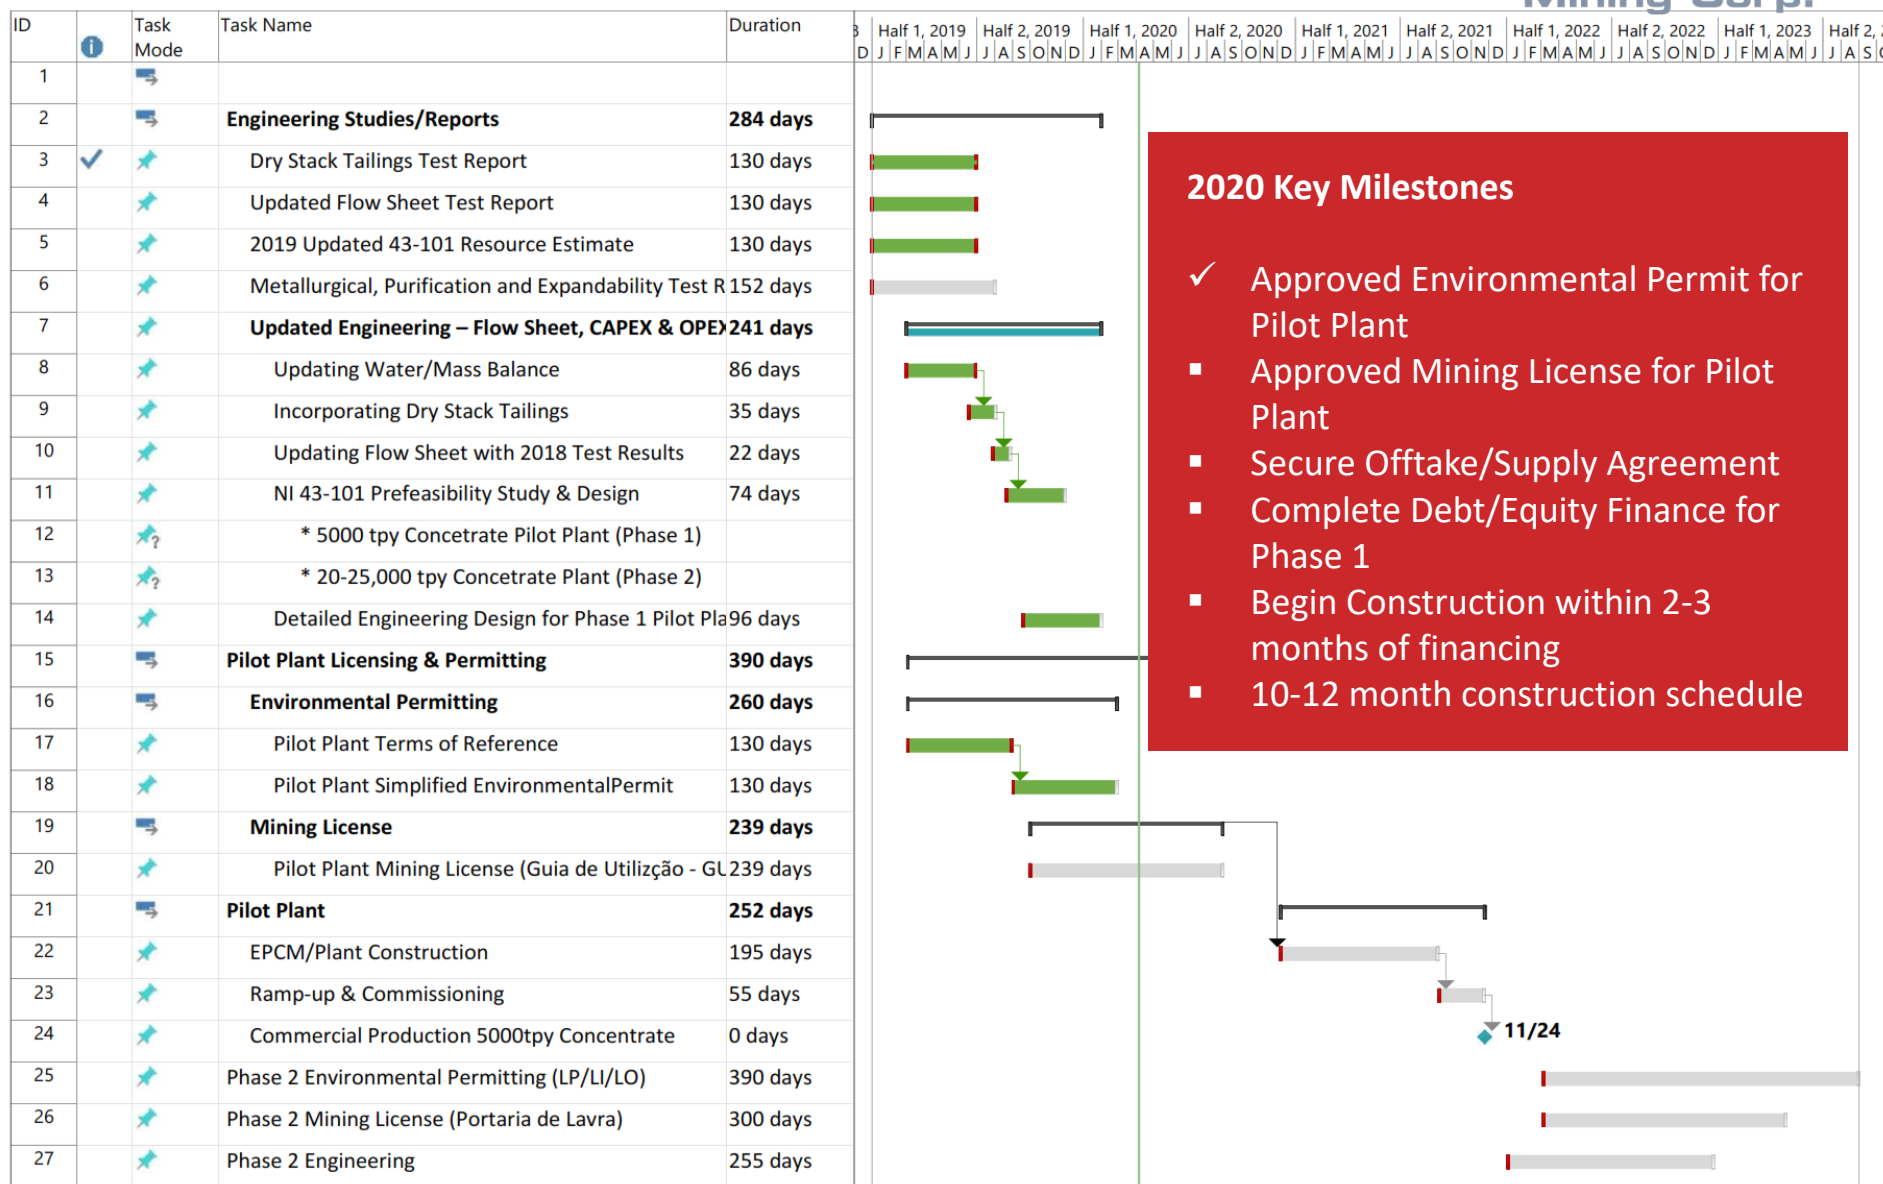 Mining Corp.
ID Task Mode Task Name Duration
Half 1, 2019 Half 2, 2019 Half 1, 2020 Half 2, 2020 Half 1, 2021 Half 2, 2021 Half 1, 2022 Half 2, 2022 Half 1, 2023 Half 2,
D J F M A M J J A S O N D J F M A M J J A S O N D J F M A M J J A S O N D J F M A M J J A S O N D J F M A M J J A S
1
2 Engineering Studies/Reports 284 days
3 Dry Stack Tailings Test Report 130 days
4 Updated Flow Sheet Test Report 130 days
5 2019 Updated 43-101 Resource Estimate 130 days
6 Metallurgical, Purification and Expandability Test R 152 days
7 Updated Engineering – Flow Sheet, CAPEX & OPEX 241 days
8 Updating Water/Mass Balance 86 days
9 Incorporating Dry Stack Tailings 35 days
10 Updating Flow Sheet with 2018 Test Results 22 days
11 NI 43-101 Prefeasibility Study & Design 74 days
12 * 5000 tpy Concetrate Pilot Plant (Phase 1)
13 * 20-25,000 tpy Concetrate Plant (Phase 2)
14 Detailed Engineering Design for Phase 1 Pilot Pla 96 days
15 Pilot Plant Licensing & Permitting 390 days
16 Environmental Permitting 260 days
17 Pilot Plant Terms of Reference 130 days
18 Pilot Plant Simplified EnvironmentalPermit 130 days
19 Mining License 239 days
20 Pilot Plant Mining License (Guia de Utilizção - GU 239 days
21 Pilot Plant 252 days
22 EPCM/Plant Construction 195 days
23 Ramp-up & Commissioning 55 days
24 Commercial Production 5000tpy Concentrate 0 days
11/24
25 Phase 2 Environmental Permitting (LP/LI/LO) 390 days
26 Phase 2 Mining License (Portaria de Lavra) 300 days
27 Phase 2 Engineering 255 days
2020 Key Milestones
✓ Approved Environmental Permit for
Pilot Plant
▪ Approved Mining License for Pilot
Plant
▪ Secure Offtake/Supply Agreement
▪ Complete Debt/Equity Finance for
Phase 1
▪ Begin Construction within 2-3
months of financing
▪ 10-12 month construction schedule